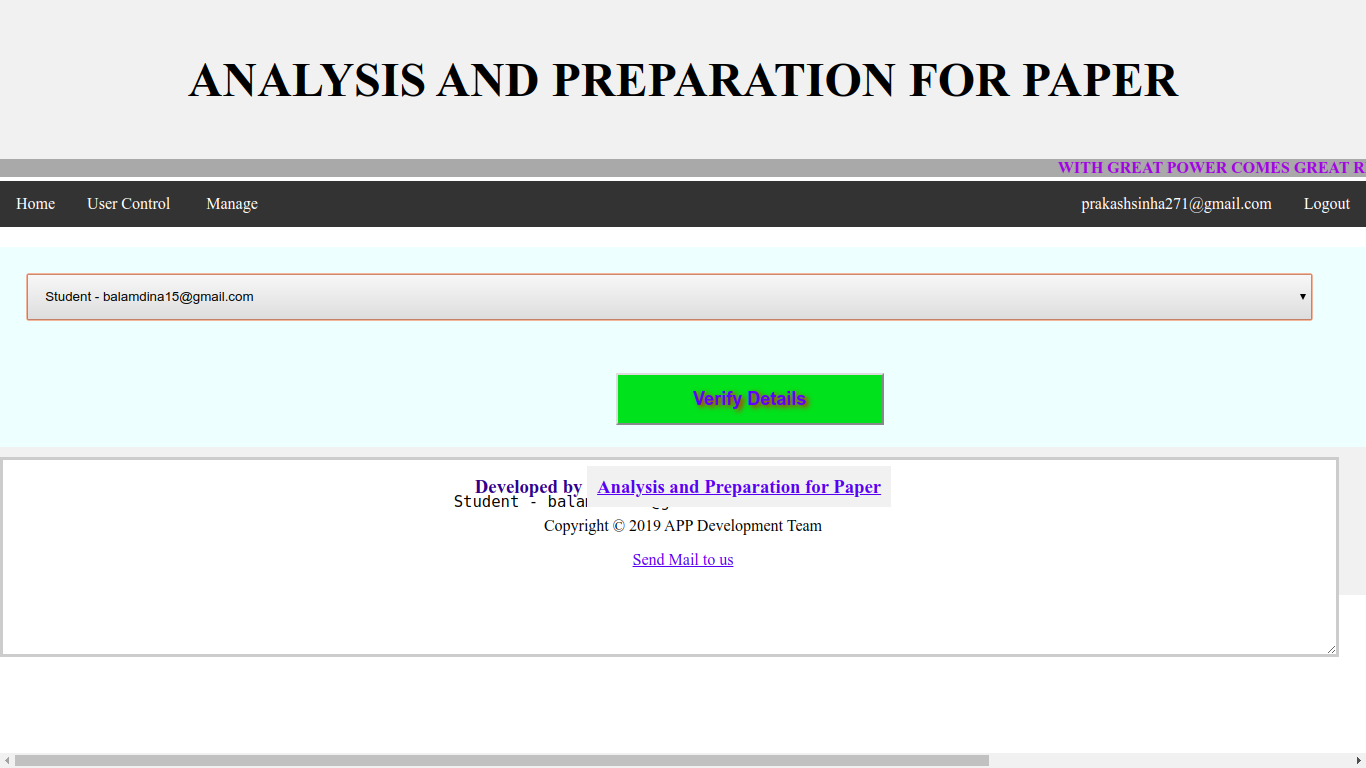 ANALYSIS AND PREPARATION FOR PAPER
WITH GREAT POWER COMES GREAT R
Home User Control Manage prakashsinha271@gmail.com Logout
Student - balamdina15@gmail.com
Verify Details
Developed by Analysis and Preparation for Paper
Student -
Copyright © 2019 APP Development Team
Send Mail to us